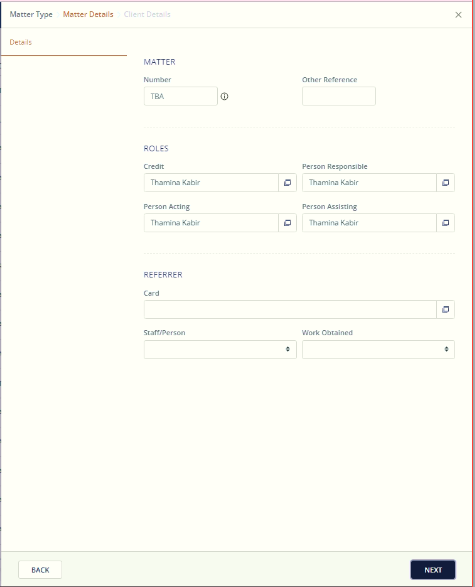 Matter Type Matter Details Client Details
Details
MATTER
Number Other Reference
TBA
ROLES
Credit Person Responsible
Thamina Kabir Thamina Kabir
Person Acting Person Assisting
Thamina Kabir Thamina Kabir
REFERRER
Card
Staff/Person Work Obtained
BACK NEXT